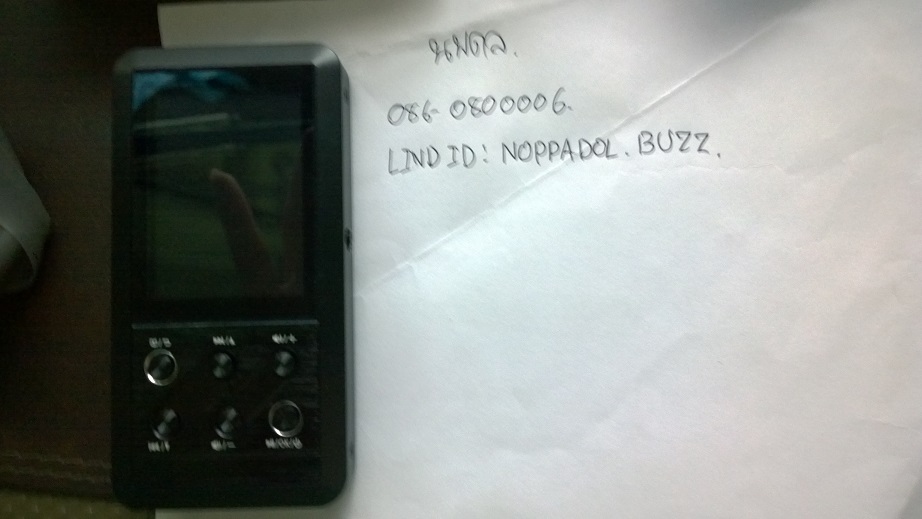 นพดล.
086-0800006.
LIND ID: NOPPADOL.BUZZ.